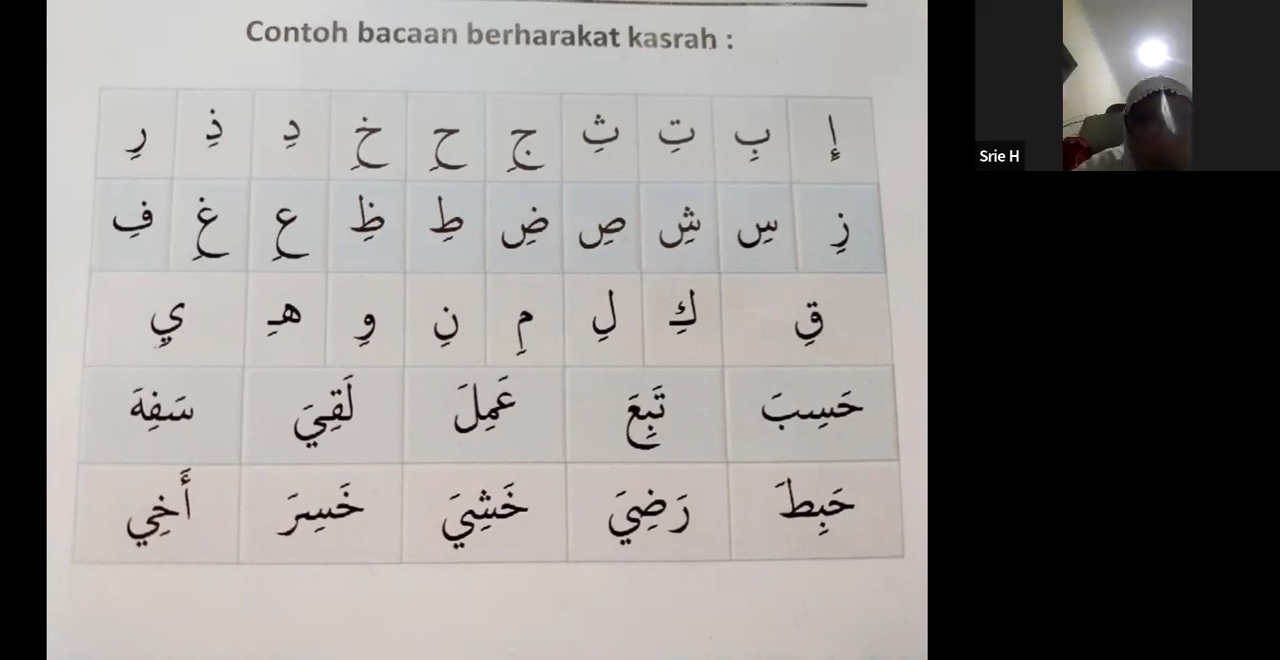 Contoh bacaan berharakat kasrah :
إِ بِ تِ ثِ جِ حِ خِ دِ ذِ رِ
زِ سِ شِ صِ ضِ طِ ظِ عِ غِ فِ
قِ كِ لِ مِ نِ وِ هِـ يِ
حَسِبَ تَبِعَ عَمِلَ لَقِيَ سَفِهَ
حَبِطَ رَضِيَ خَشِيَ خَسِرَ أَخِي
Srie H